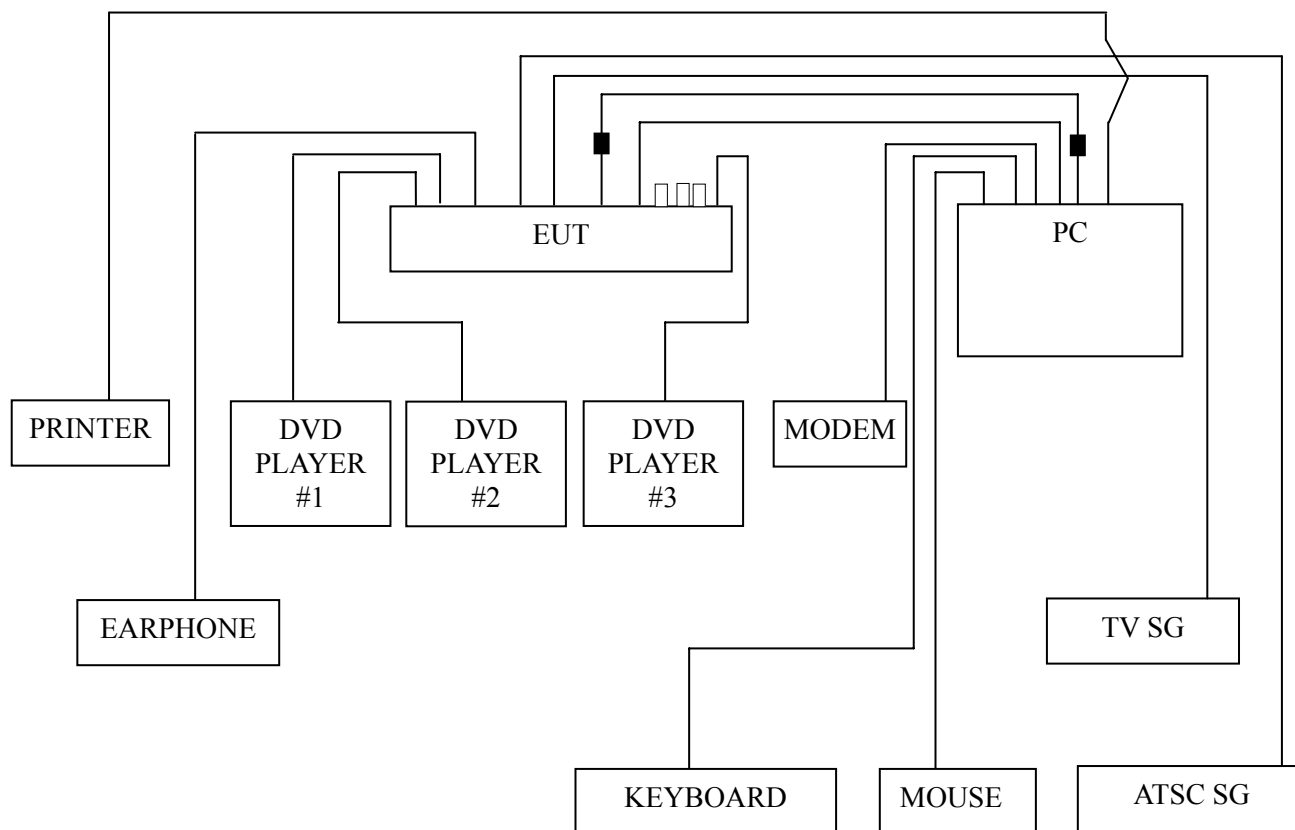 EUT
PC
PRINTER
DVD
PLAYER
#1
DVD
PLAYER
#2
DVD
PLAYER
#3
MODEM
EARPHONE
TV SG
KEYBOARD
MOUSE
ATSC SG